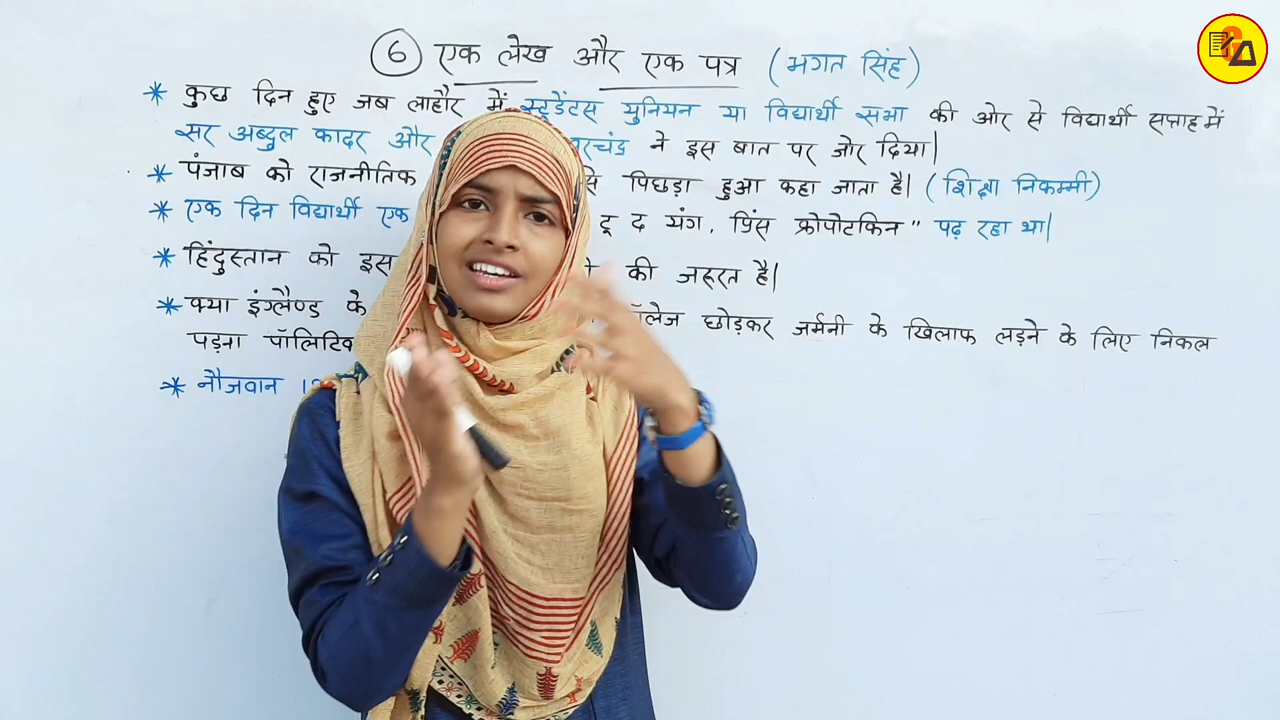 6 एक लेख और एक पत्र (भगत सिंह)
* कुछ दिन हुए जब लाहौर में स्टूडेंटस युनियन या विद्यार्थी सभा की ओर से विद्यार्थी सप्ताह में
सर अब्दुल कादर और ने इस बात पर जोर दिया|
* पंजाब को राजनीतिक पिछड़ा हुआ कहा जाता है| (शिक्षा निकम्मी)
* एक दिन विद्यार्थी एक टू द यंग, प्रिंस क्रोपोटकिन" पढ़ रहा था|
* हिंदुस्तान को इस की जरूरत है|
* क्या इंग्लैण्ड के छोड़कर जर्मनी के खिलाफ लड़ने के लिए निकल
पड़ना
* नौजवान